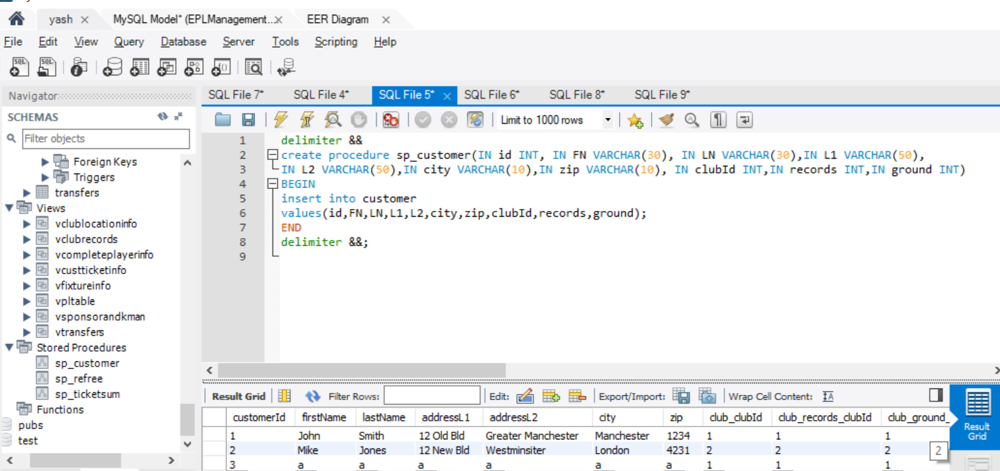 yash × MySQL Model* (EPLManagement...× EER Diagram ×
File Edit View Query Database Server Tools Scripting Help
Navigator
SQL File 7* SQL File 4* SQL File 5* × SQL File 6* SQL File 8* SQL File 9*
SCHEMAS
Filter objects
Limit to 1000 rows
Foreign Keys
Triggers
transfers
Views
vclublocationinfo
vclubrecords
vcompleteplayerinfo
vcustticketinfo
vfixtureinfo
vpltable
vsponsorandkman
vtransfers
Stored Procedures
sp_customer
sp_refree
sp_ticketsum
Functions
pubs
test
1 delimiter &&
2 create procedure sp_customer(IN id INT, IN FN VARCHAR(30), IN LN VARCHAR(30),IN L1 VARCHAR(50),
3 IN L2 VARCHAR(50),IN city VARCHAR(10),IN zip VARCHAR(10), IN clubId INT,IN records INT,IN ground INT)
4 BEGIN
5 insert into customer
6 values(id,FN,LN,L1,L2,city,zip,clubId,records,ground);
7 END
8 delimiter &&;
9
Result Grid Filter Rows: Edit: Export/Import: Wrap Cell Content:
customerId firstName lastName addressL1 addressL2 city zip club_clubId club_records_clubId club_ground_
1 John Smith 12 Old Bld Greater Manchester Manchester 1234 1 1 1
2 Mike Jones 12 New Bld Westminsiter London 4231 2 2 2
3 a a a a a a 1 1 1
Result
Grid
2